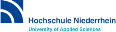 Hochschule Niederrhein
University of Applied Sciences